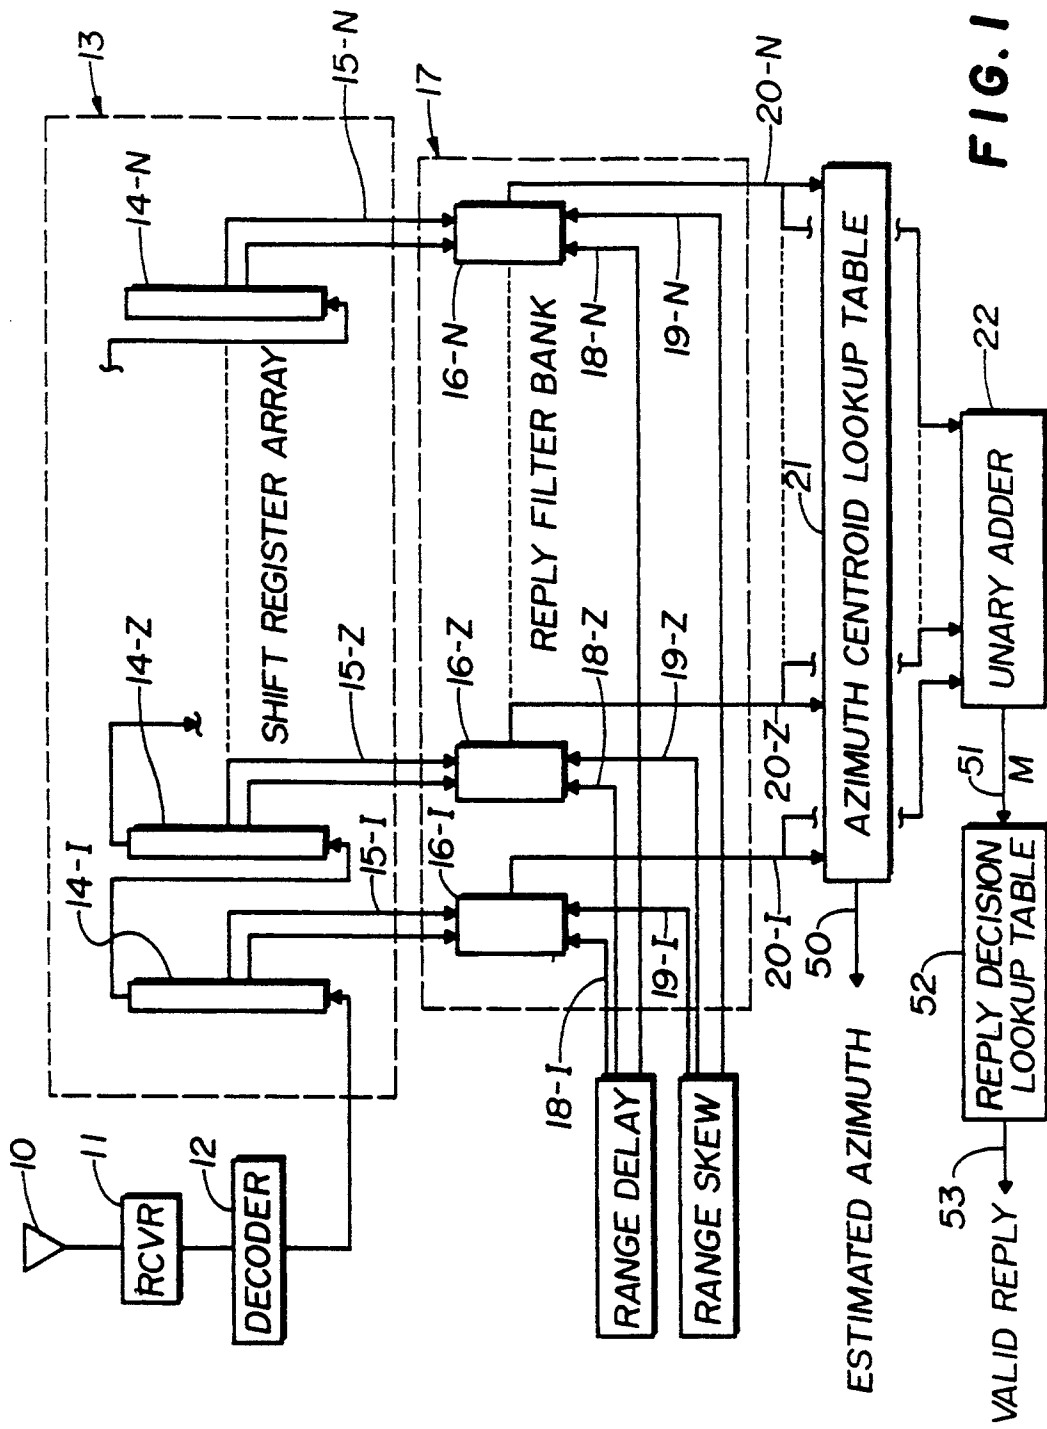 10
11
RCVR
12
DECODER
13
14-I
14-Z
14-N
SHIFT REGISTER ARRAY
15-I
15-Z
15-N
16-I
16-Z
16-N
17
REPLY FILTER BANK
18-I
18-Z
18-N
19-I
19-Z
19-N
RANGE DELAY
RANGE SKEW
20-I
20-Z
20-N
21
AZIMUTH CENTROID LOOKUP TABLE
50
ESTIMATED AZIMUTH
22
UNARY ADDER
51
M
52
REPLY DECISION
LOOKUP TABLE
53
VALID REPLY
FIG. 1